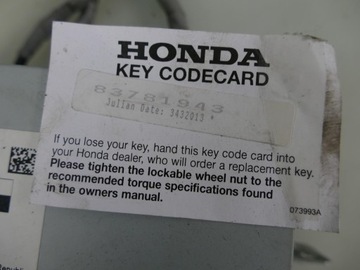 HONDA
KEY CODECARD
83781943
Julian Date: 3432013 *
If you lose your key, hand this key code card into
your Honda dealer, who will order a replacement key.
Please tighten the lockable wheel nut to the
recommended torque specifications found
in the owners manual.
073993A